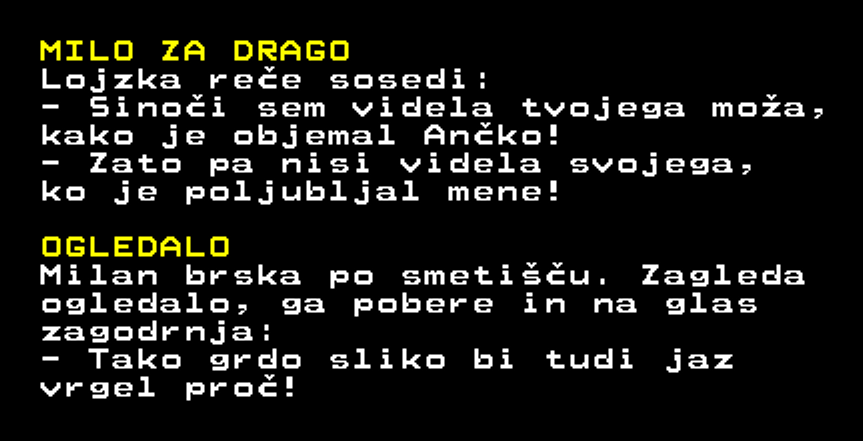 MILO ZA DRAGO
Lojzka reče sosedi:
- Sinoči sem videla tvojega moža,
kako je objemal Ančko!
- Zato pa nisi videla svojega,
ko je poljubljal mene!
OGLEDALO
Milan brska po smetišču. Zagleda
ogledalo, ga pobere in na glas
zagodrnja:
- Tako grdo sliko bi tudi jaz
vrgel proč!